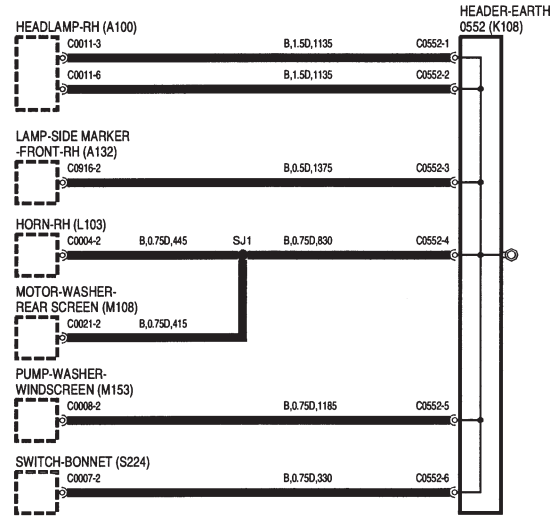 HEADER-EARTH
0552 (K108)
HEADLAMP-RH (A100)
C0011-3 B,1.5D,1135 C0552-1
C0011-6 B,1.5D,1135 C0552-2
LAMP-SIDE MARKER
-FRONT-RH (A132)
C0916-2 B,0.5D,1375 C0552-3
HORN-RH (L103)
C0004-2 B,0.75D,445 SJ1 B,0.75D,830 C0552-4
MOTOR-WASHER-
REAR SCREEN (M108)
C0021-2 B,0.75D,415
PUMP-WASHER-
WINDSCREEN (M153)
C0008-2 B,0.75D,1185 C0552-5
SWITCH-BONNET (S224)
C0007-2 B,0.75D,330 C0552-6